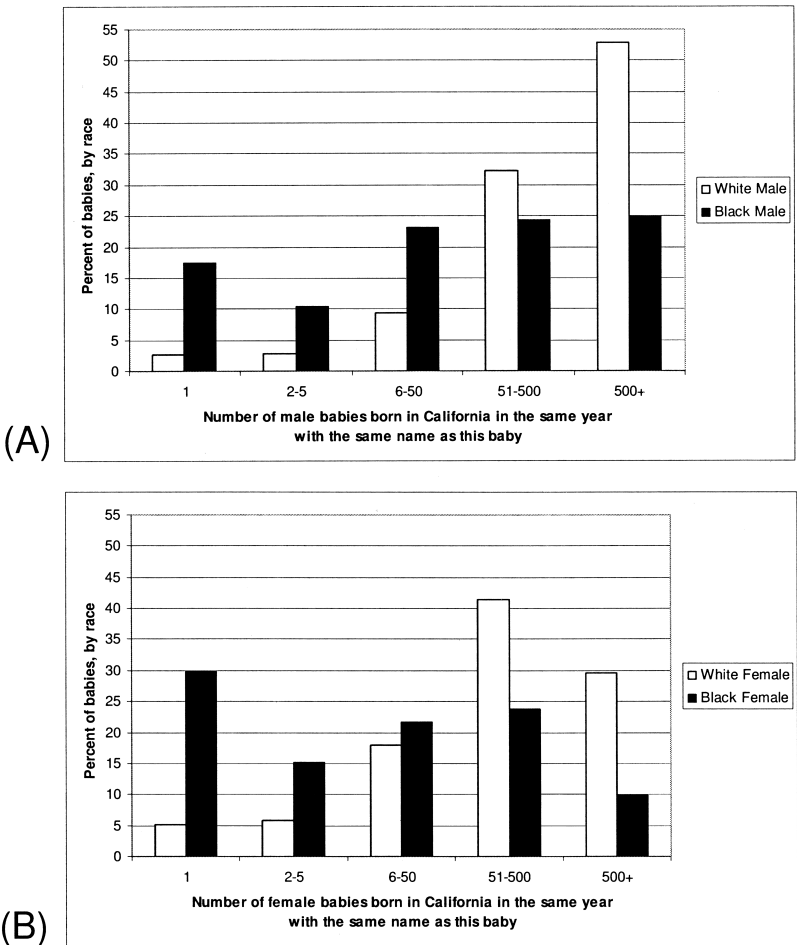 55
50
45
40
35
30
25
20
15
10
5
0
Percent of babies, by race
White Male
Black Male
1 2-5 6-50 51-500 500+
Number of male babies born in California in the same year
with the same name as this baby
(A)
55
50
45
40
35
30
25
20
15
10
5
0
Percent of babies, by race
White Female
Black Female
1 2-5 6-50 51-500 500+
Number of female babies born in California in the same year
with the same name as this baby
(B)